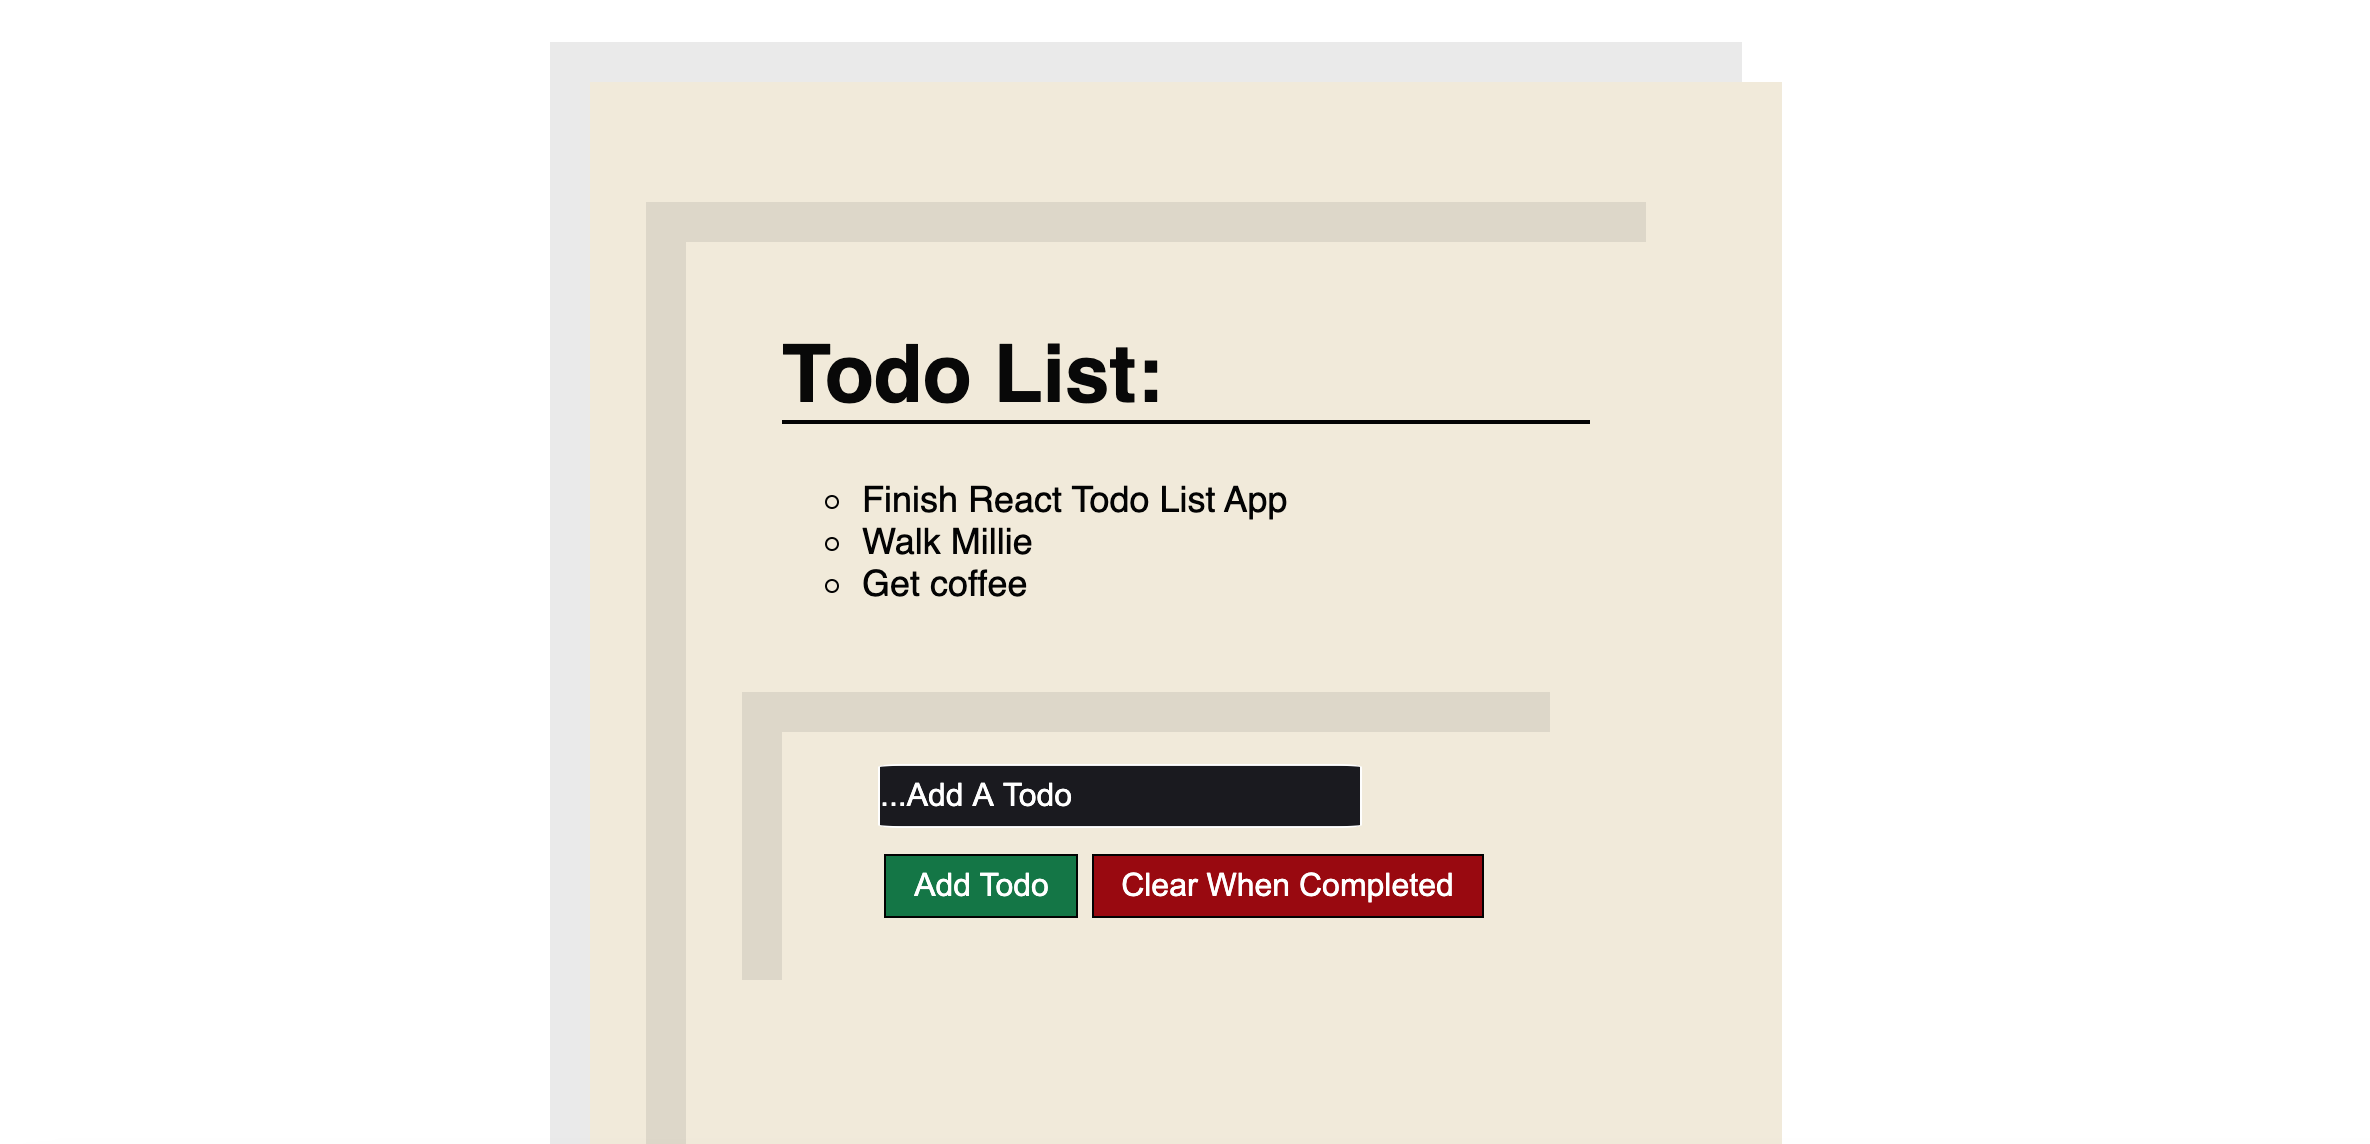 Todo List:
Finish React Todo List App
Walk Millie
Get coffee
...Add A Todo
Add Todo
Clear When Completed